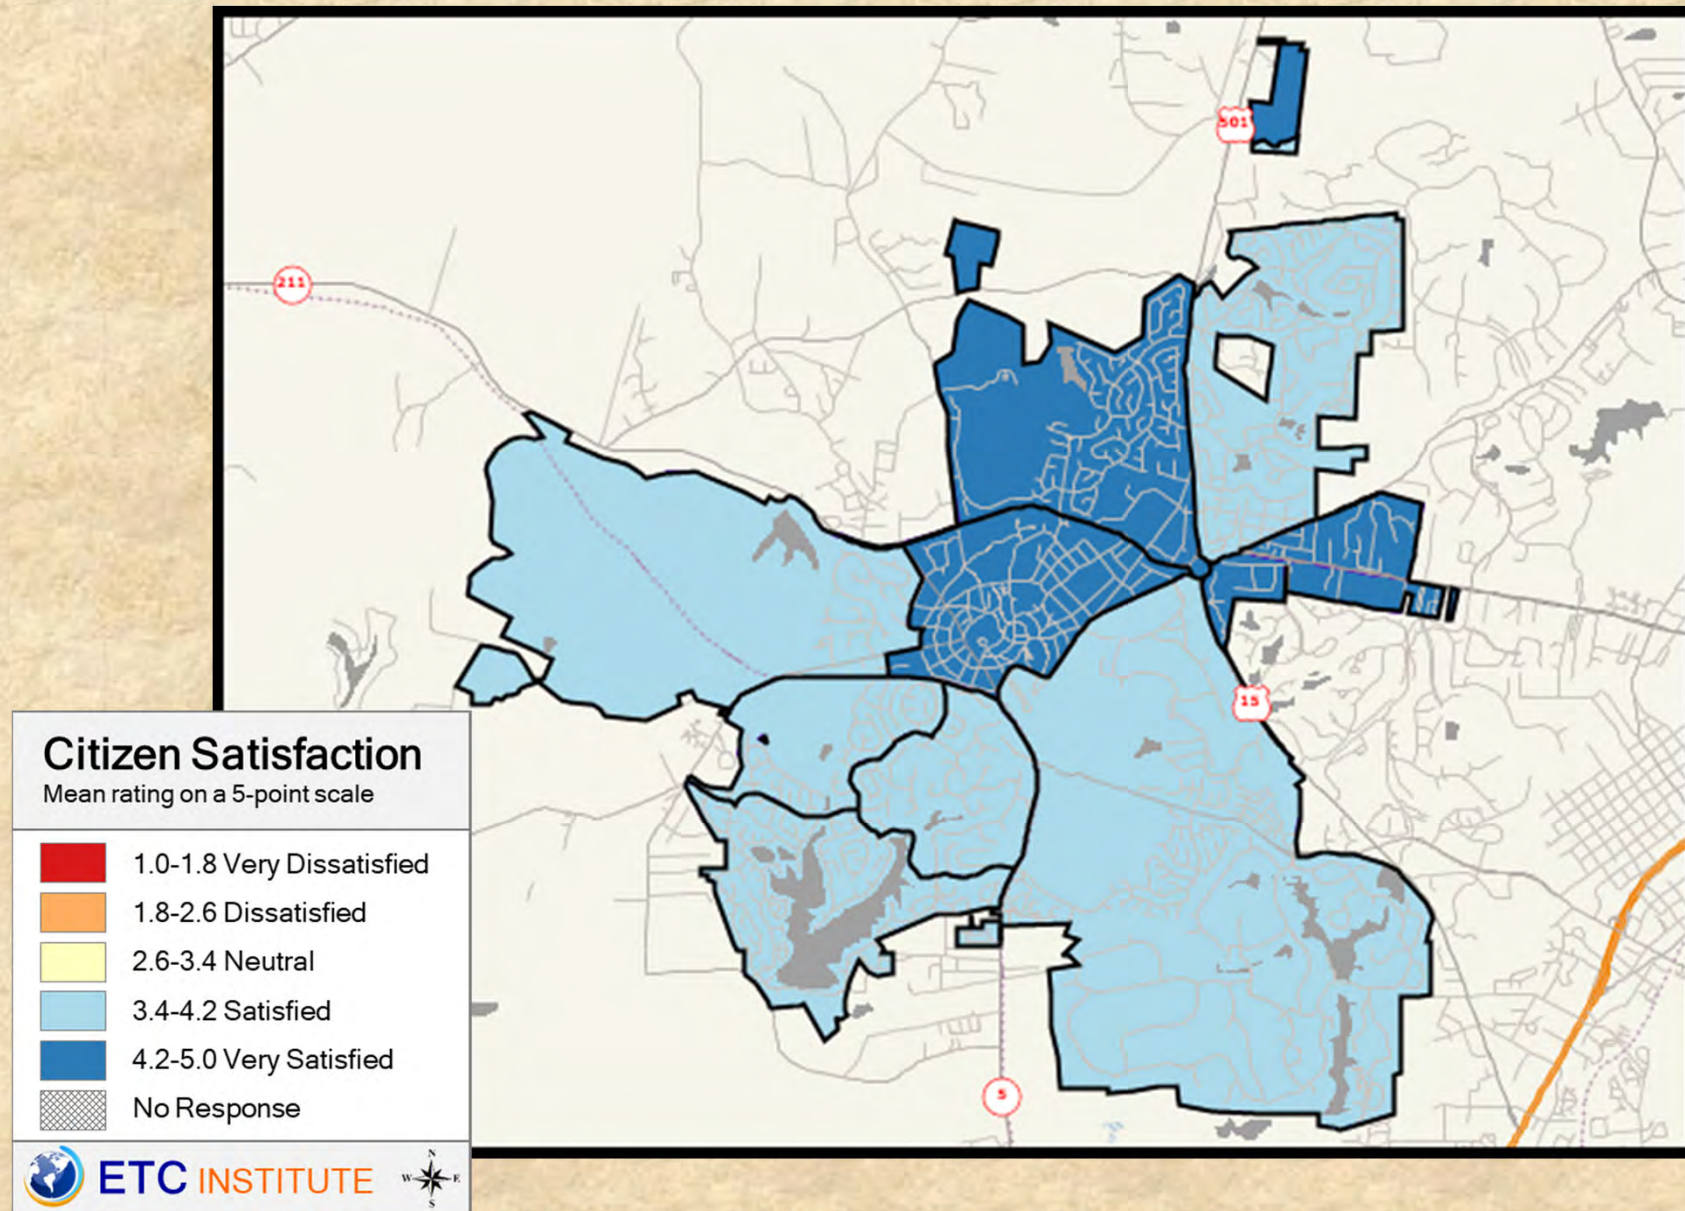 501
211
15
Citizen Satisfaction
Mean rating on a 5-point scale
1.0-1.8 Very Dissatisfied
1.8-2.6 Dissatisfied
2.6-3.4 Neutral
3.4-4.2 Satisfied
4.2-5.0 Very Satisfied
No Response
5
ETC INSTITUTE
N
W E
S